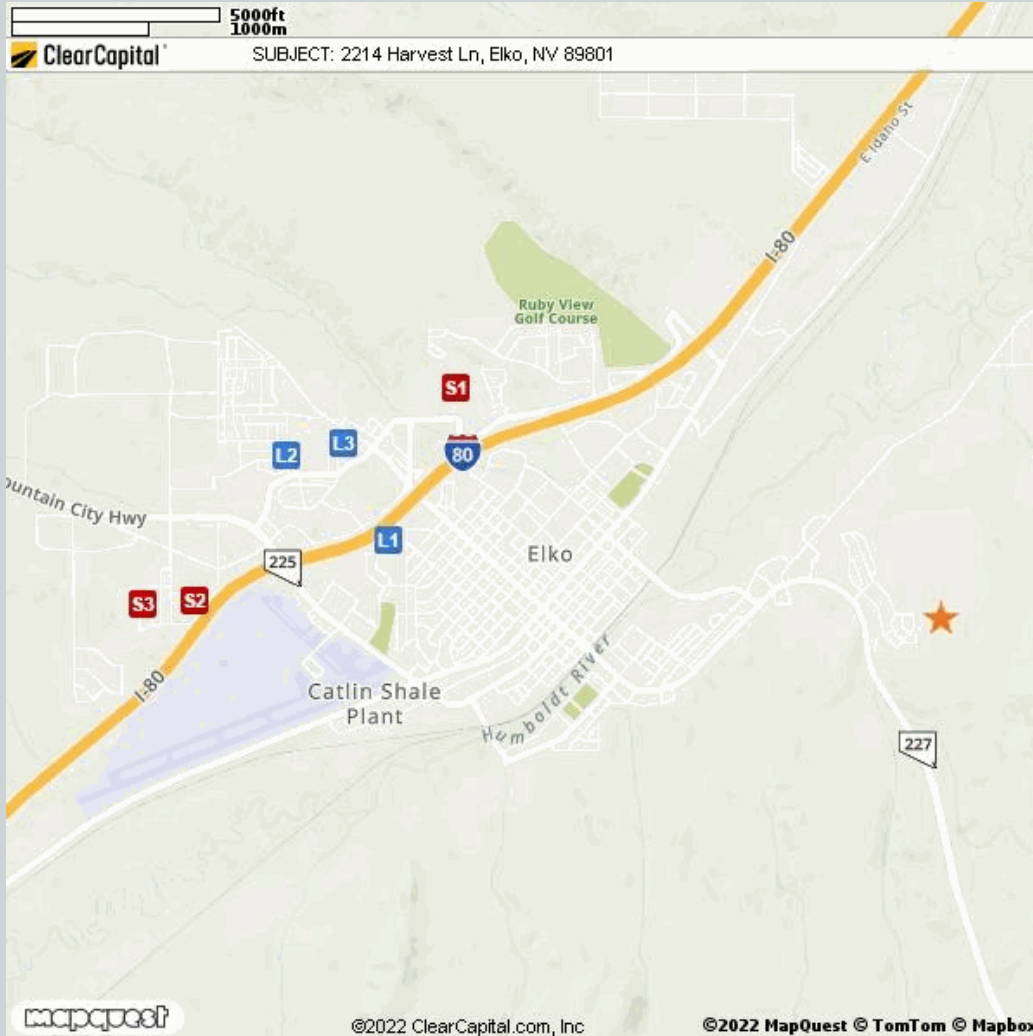 5000ft
1000m
ClearCapital
SUBJECT: 2214 Harvest Ln, Elko, NV 89801
E Idaho St
I-80
Ruby View
Golf Course
S1
L3
L2
80
ountain City Hwy
L1
Elko
225
S3
S2
I-80
Catlin Shale
Plant
Humboldt River
227
mapquest
©2022 ClearCapital.com, Inc
©2022 MapQuest © TomTom © Mapbox